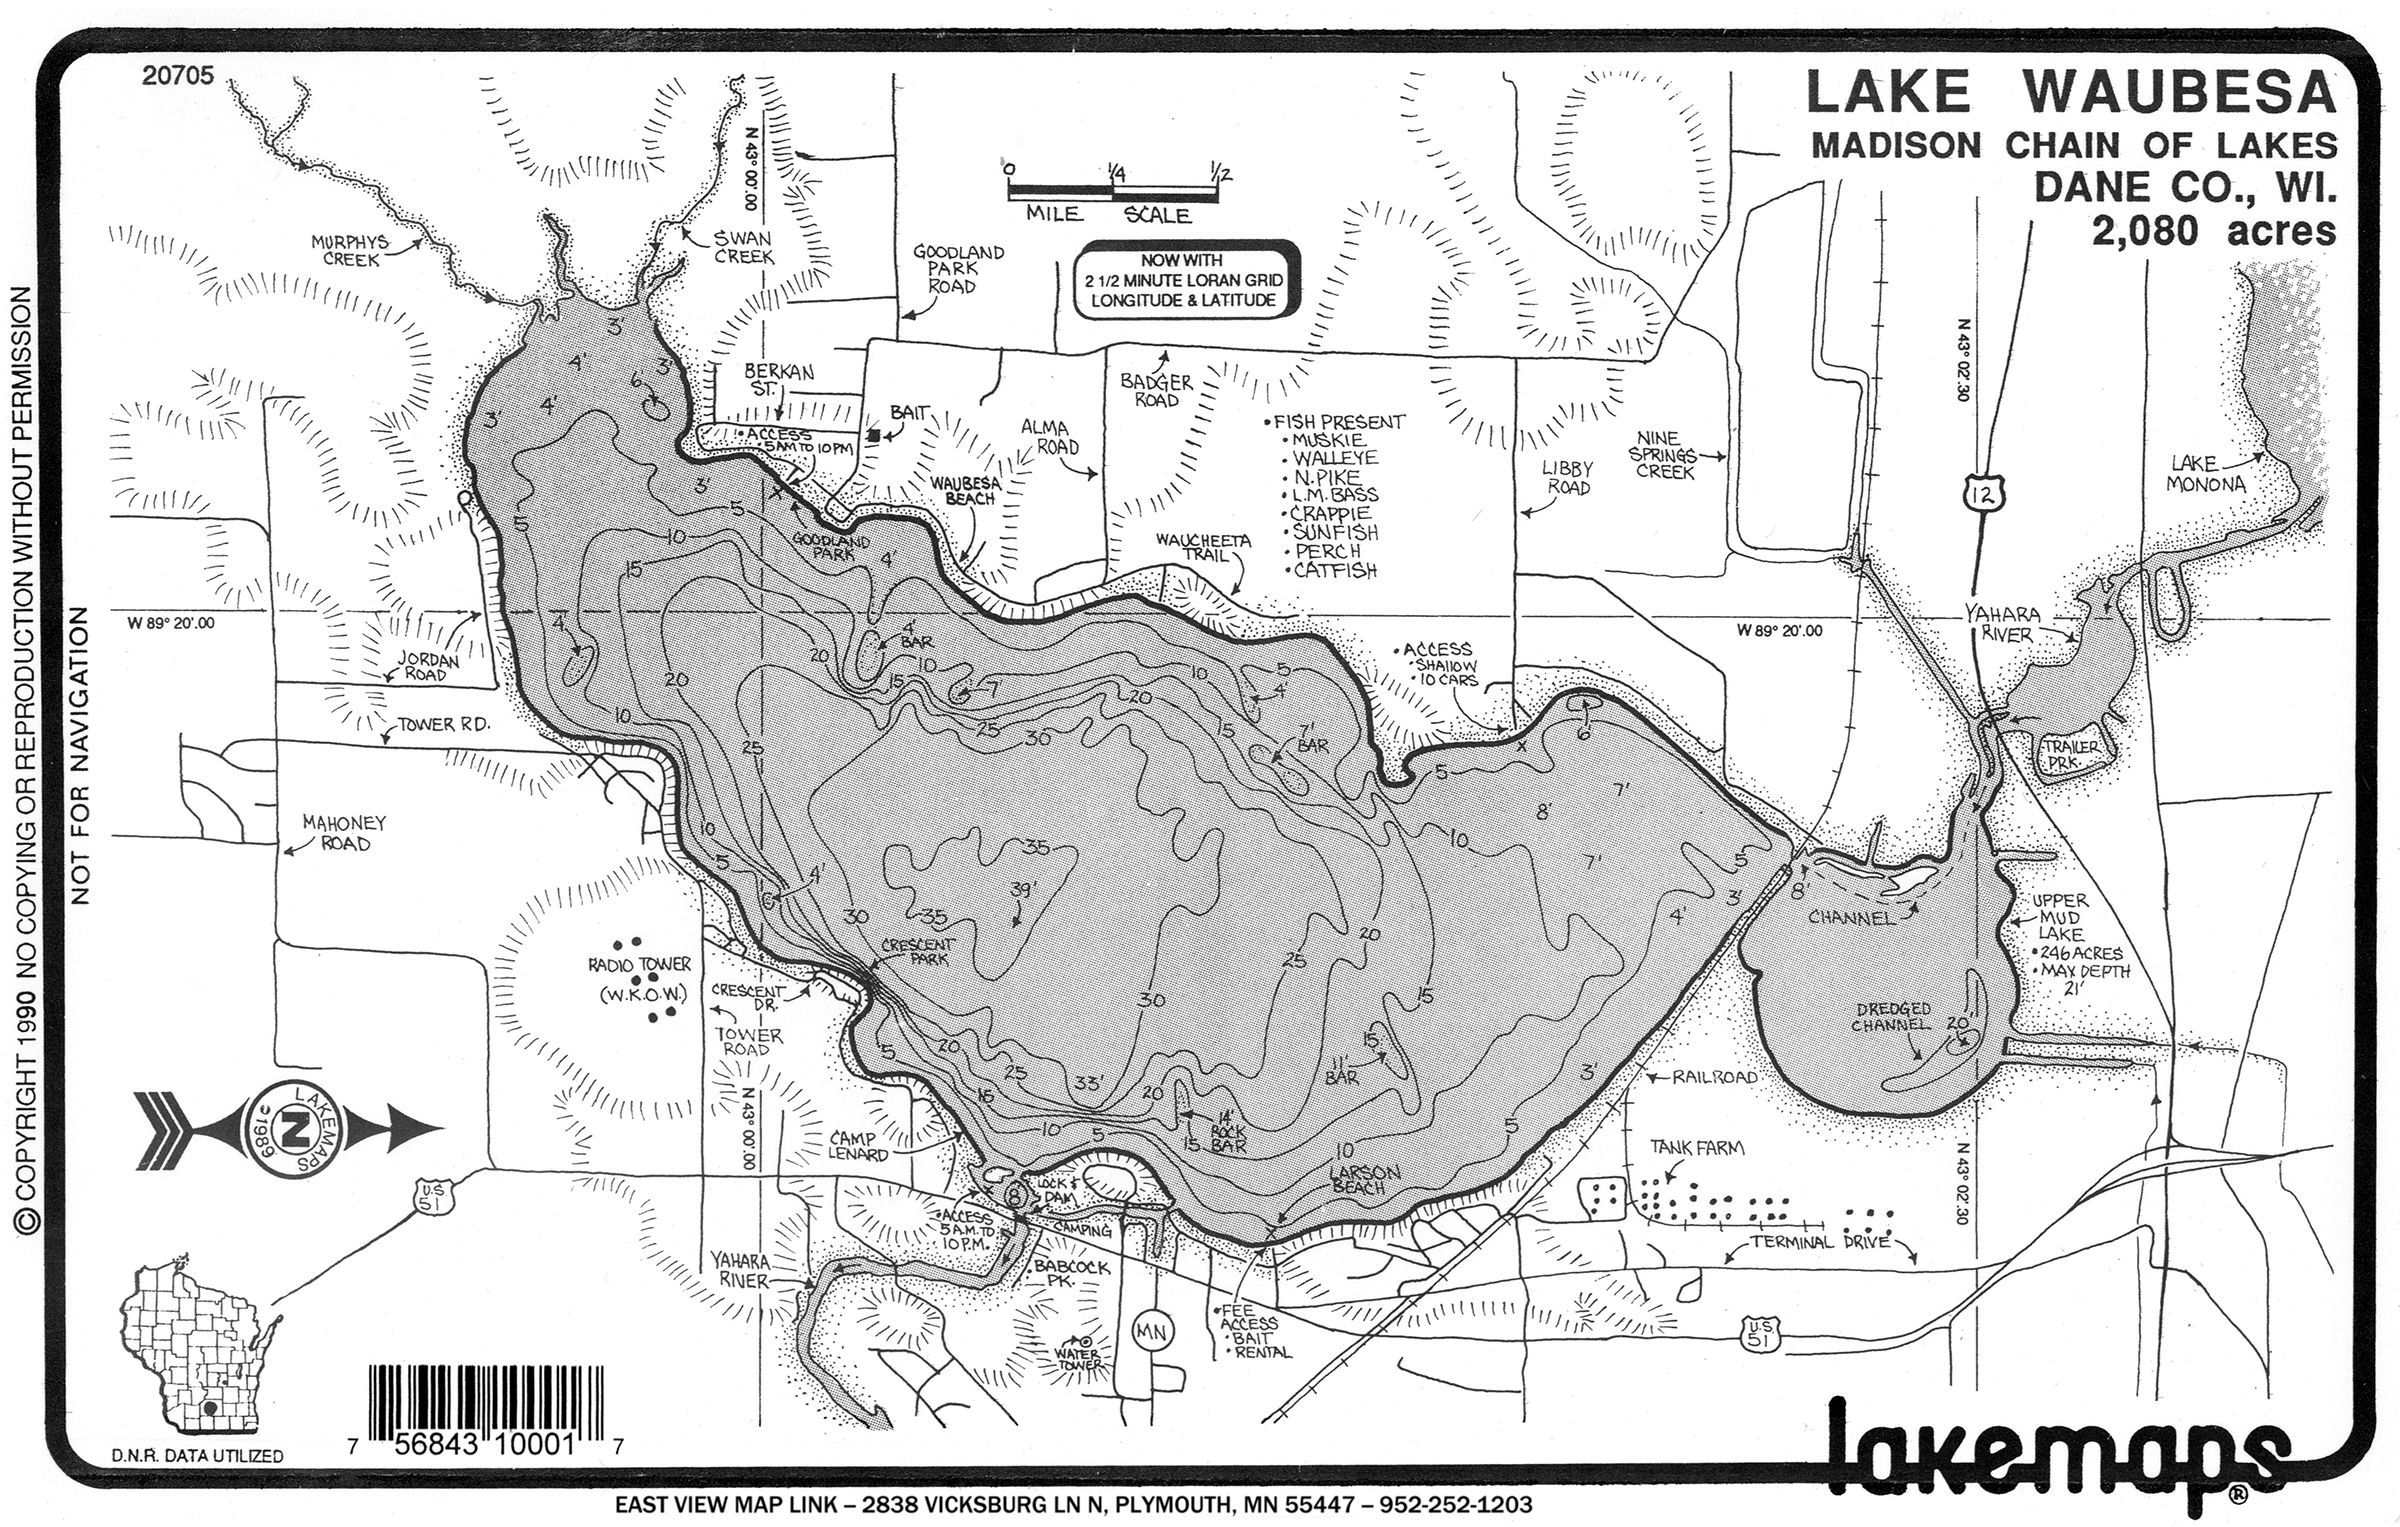 20705
LAKE WAUBESA
MADISON CHAIN OF LAKES
DANE CO., WI.
2,080 acres
© COPYRIGHT 1990 NO COPYING OR REPRODUCTION WITHOUT PERMISSION
NOT FOR NAVIGATION
0 1/4 1/2
MILE SCALE
NOW WITH
2 1/2 MINUTE LORAN GRID
LONGITUDE & LATITUDE
N 43° 00'.00
N 43° 02.30
MURPHYS
CREEK
SWAN
CREEK
GOODLAND
PARK
ROAD
BERKAN
ST.
BAIT
• ACCESS
• 5AM TO 10PM
GOODLAND
PARK
WAUBESA
BEACH
ALMA
ROAD
BADGER
ROAD
WAUCHEETA
TRAIL
• FISH PRESENT
• MUSKIE
• WALLEYE
• N.PIKE
• L.M.BASS
• CRAPPIE
• SUNFISH
• PERCH
• CATFISH
LIBBY
ROAD
NINE
SPRINGS
CREEK
12
LAKE
MONONA
YAHARA
RIVER
TRAILER
PRK.
W 89° 20'.00
W 89° 20'.00
• ACCESS
• SHALLOW
• 10 CARS
JORDAN
ROAD
TOWER RD.
MAHONEY
ROAD
3'
4'
3'
6'
4'
3'
3'
5
5
10
15
4'
4'
4'
BAR
20
10
15
7
20
10
25
30
20
10
15
5
4'
7'
BAR
5
6'
7'
8'
7'
10
5
3'
4'
8'
25
10
5
6'
4'
30
35
39'
35
CRESCENT
PARK
20
25
30
15
15
11'
BAR
CHANNEL
UPPER
MUD
LAKE
• 246 ACRES
• MAX DEPTH
21'
DREDGED
CHANNEL
20'
RADIO TOWER
(W.K.O.W.)
CRESCENT
DR.
TOWER
ROAD
5
20
25
15
33'
20
10
5
15
14'
ROCK
BAR
10
5
3'
RAILROAD
LARSON
BEACH
TANK FARM
TERMINAL DRIVE
N 43° 00'.00
N 43° 02'.30
CAMP
LENARD
LOCK &
DAM
8'
• ACCESS
5 A.M. TO
10 P.M.
CAMPING
• BABCOCK
PK.
YAHARA
RIVER
WATER
TOWER
MN
• FEE
ACCESS
• BAIT
• RENTAL
U.S.
51
U.S.
51
LAKEMAPS
© 1989
N
D.N.R. DATA UTILIZED
7 56843 10001 7
lakemaps®
EAST VIEW MAP LINK – 2838 VICKSBURG LN N, PLYMOUTH, MN 55447 – 952-252-1203